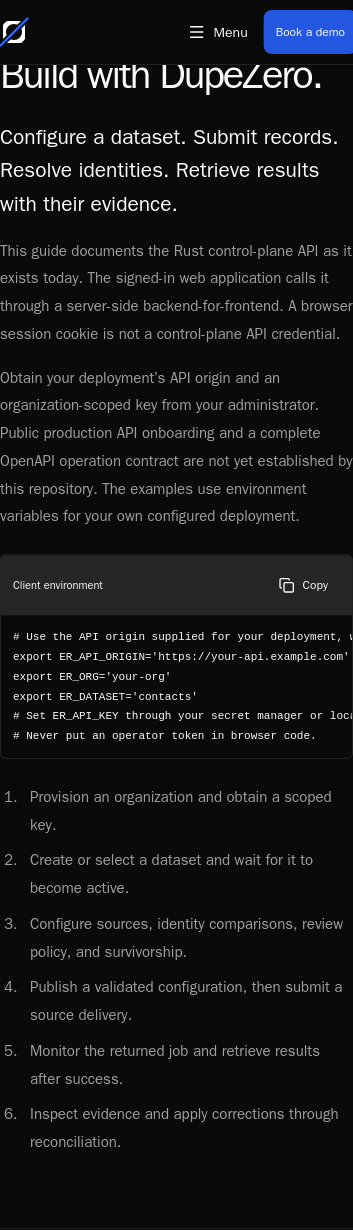 Menu
Book a demo
Build with DupeZero.
Configure a dataset. Submit records.
Resolve identities. Retrieve results
with their evidence.
This guide documents the Rust control-plane API as it
exists today. The signed-in web application calls it
through a server-side backend-for-frontend. A browser
session cookie is not a control-plane API credential.
Obtain your deployment’s API origin and an
organization-scoped key from your administrator.
Public production API onboarding and a complete
OpenAPI operation contract are not yet established by
this repository. The examples use environment
variables for your own configured deployment.
Client environment
Copy
# Use the API origin supplied for your deployment,
export ER_API_ORIGIN='https://your-api.example.com'
export ER_ORG='your-org'
export ER_DATASET='contacts'
# Set ER_API_KEY through your secret manager or
# Never put an operator token in browser code.
1. Provision an organization and obtain a scoped
key.
2. Create or select a dataset and wait for it to
become active.
3. Configure sources, identity comparisons, review
policy, and survivorship.
4. Publish a validated configuration, then submit a
source delivery.
5. Monitor the returned job and retrieve results
after success.
6. Inspect evidence and apply corrections through
reconciliation.